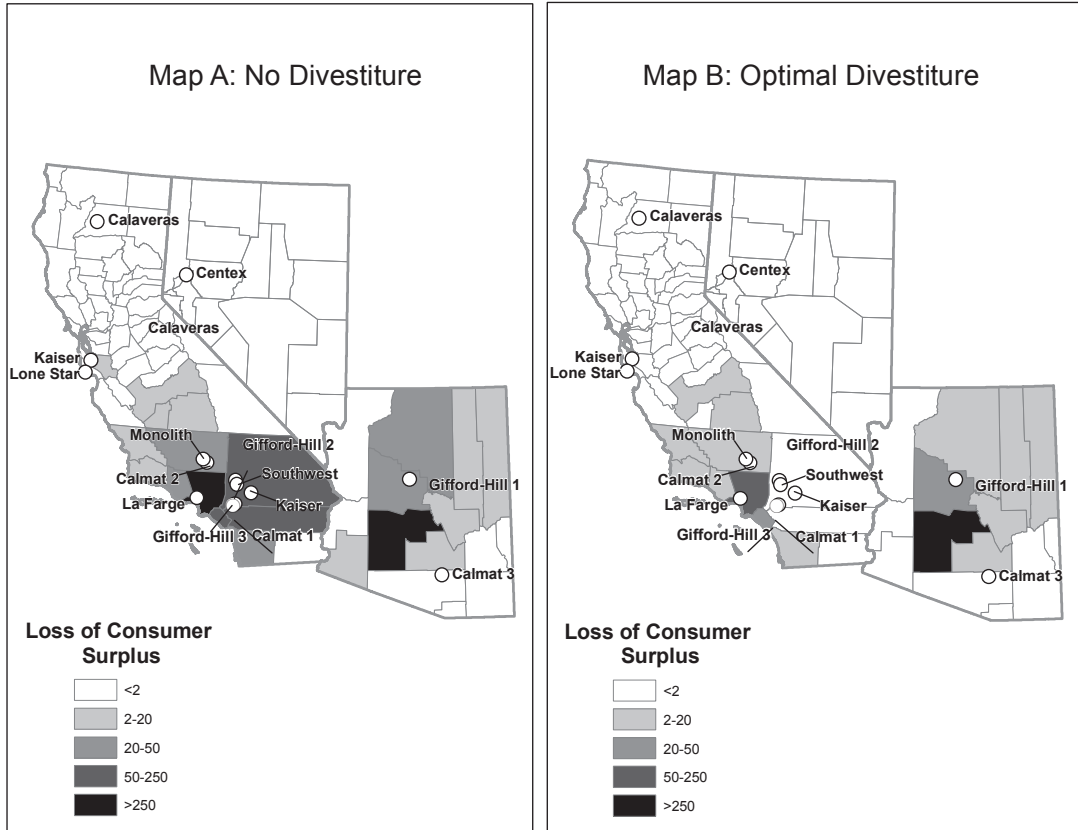 Map A: No Divestiture
Calaveras
Centex
Calaveras
Kaiser
Lone Star
Monolith
Gifford-Hill 2
Southwest
Calmat 2
Gifford-Hill 1
La Farge
Kaiser
Gifford-Hill 3
Calmat 1
Calmat 3
Loss of Consumer
Surplus
<2
2-20
20-50
50-250
>250
Map B: Optimal Divestiture
Calaveras
Centex
Calaveras
Kaiser
Lone Star
Monolith
Gifford-Hill 2
Southwest
Calmat 2
Gifford-Hill 1
La Farge
Kaiser
Gifford-Hill 3
Calmat 1
Calmat 3
Loss of Consumer
Surplus
<2
2-20
20-50
50-250
>250